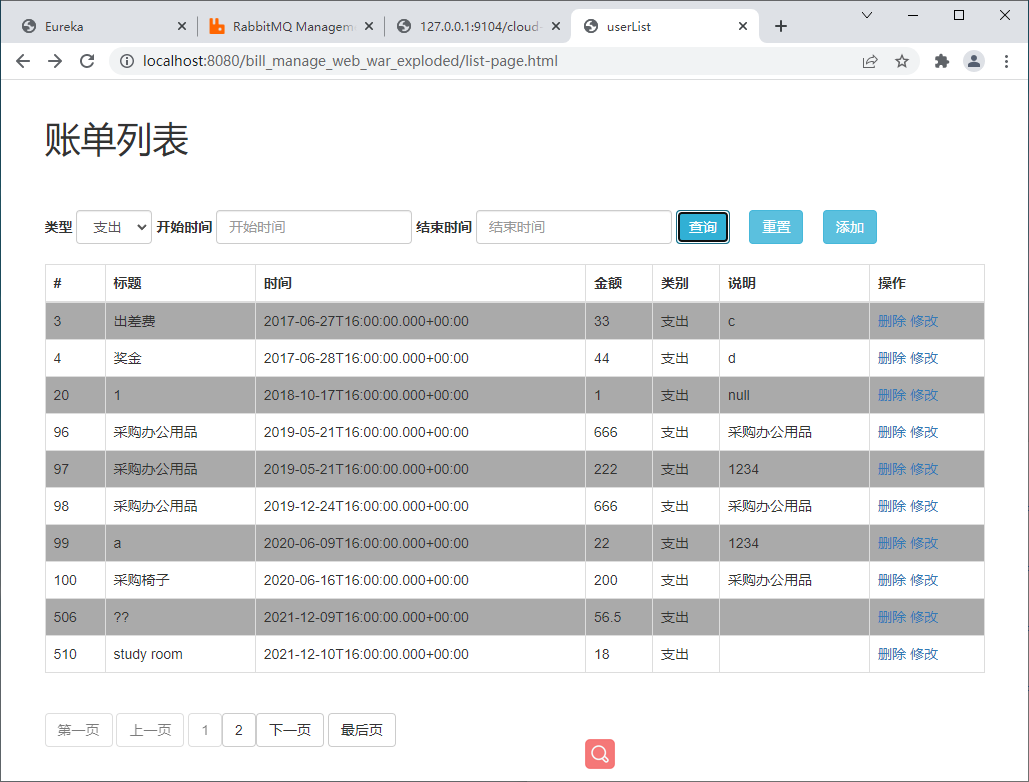 Eureka
RabbitMQ Managem
127.0.0.1:9104/cloud-
userList
localhost:8080/bill_manage_web_war_exploded/list-page.html
账单列表
类型 支出 开始时间 开始时间 结束时间 结束时间 查询 重置 添加
# 标题 时间 金额 类别 说明 操作
3 出差费 2017-06-27T16:00:00.000+00:00 33 支出 c 删除 修改
4 奖金 2017-06-28T16:00:00.000+00:00 44 支出 d 删除 修改
20 1 2018-10-17T16:00:00.000+00:00 1 支出 null 删除 修改
96 采购办公用品 2019-05-21T16:00:00.000+00:00 666 支出 采购办公用品 删除 修改
97 采购办公用品 2019-05-21T16:00:00.000+00:00 222 支出 1234 删除 修改
98 采购办公用品 2019-12-24T16:00:00.000+00:00 666 支出 采购办公用品 删除 修改
99 a 2020-06-09T16:00:00.000+00:00 22 支出 1234 删除 修改
100 采购椅子 2020-06-16T16:00:00.000+00:00 200 支出 采购办公用品 删除 修改
506 ?? 2021-12-09T16:00:00.000+00:00 56.5 支出 删除 修改
510 study room 2021-12-10T16:00:00.000+00:00 18 支出 删除 修改
第一页 上一页 1 2 下一页 最后页